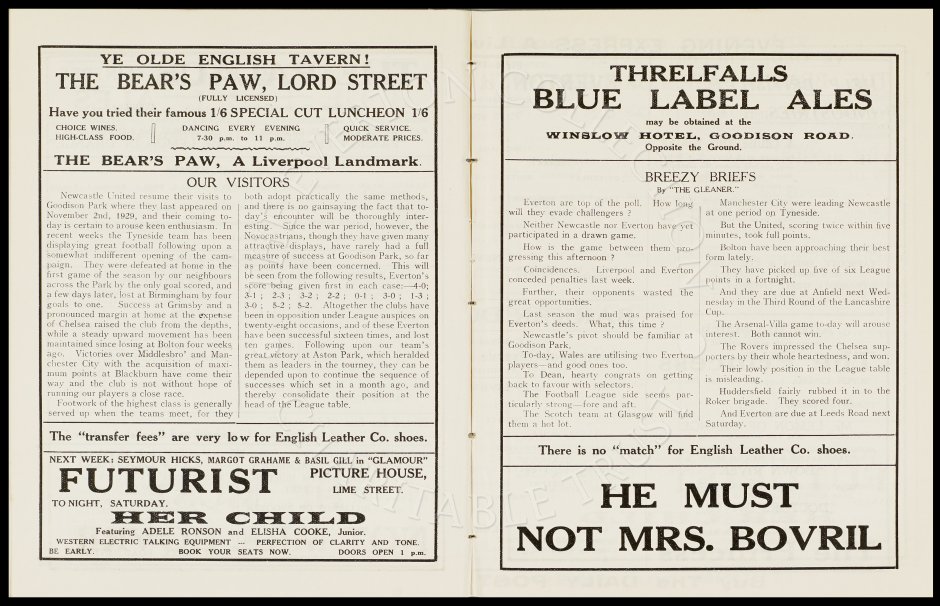 YE OLDE ENGLISH TAVERN!
THE BEAR'S PAW, LORD STREET
(FULLY LICENSED)
Have you tried their famous 1/6 SPECIAL CUT LUNCHEON 1/6
CHOICE WINES.
HIGH-CLASS FOOD.
DANCING EVERY EVENING
7-30 p.m. to 11 p.m.
QUICK SERVICE.
MODERATE PRICES.
THE BEAR'S PAW, A Liverpool Landmark.
OUR VISITORS
Newcastle United resume their visits to
Goodison Park where they last appeared on
November 2nd, 1929, and their coming to-
day is certain to arouse keen enthusiasm. In
recent weeks the Tyneside team has been
displaying great football following upon a
somewhat indifferent opening of the cam-
paign. They were defeated at home in the
first game of the season by our neighbours
across the Park by the only goal scored, and
a few days later, lost at Birmingham by four
goals to one. Success at Grimsby and a
pronounced margin at home at the expense
of Chelsea raised the club from the depths,
while a steady upward movement has been
maintained since losing at Bolton four weeks
ago. Victories over Middlesbro' and Man-
chester City with the acquisition of maxi-
mum points at Blackburn have come their
way and the club is not without hope of
running our players a close race.
Footwork of the highest class is generally
served up when the teams meet, for they
both adopt practically the same methods,
and there is no gainsaying the fact that to-
day's encounter will be thoroughly inter-
esting. Since the war period, however, the
Novocastrians, though they have given many
attractive displays, have rarely had a full
measure of success at Goodison Park, so far
as points have been concerned. This will
be seen from the following results, Everton's
score being given first in each case:—4-0;
3-1 ; 2-3 ; 3-2 ; 2-2 ; 0-1 ; 3-0 ; 1-3 ;
3-0 ; 8-2 . Altogether the clubs have
been in opposition under League auspices on
twenty-eight occasions, and of these Everton
have been successful sixteen times, and lost
ten games. Following upon our team's
great victory at Aston Park, which heralded
them as leaders in the tourney, they can be
depended upon to continue the sequence of
successes which set in a month ago, and
thereby consolidate their position at the
head of the League table.
The "transfer fees" are very low for English Leather Co. shoes.
NEXT WEEK: SEYMOUR HICKS, MARGOT GRAHAME & BASIL GILL in "GLAMOUR"
FUTURIST PICTURE HOUSE,
LIME STREET.
TO NIGHT, SATURDAY.
HER CHILD
Featuring ADELE RONSON and ELISHA COOKE, Junior.
WESTERN ELECTRIC TALKING EQUIPMENT — PERFECTION OF CLARITY AND TONE.
BE EARLY. BOOK YOUR SEATS NOW. DOORS OPEN 1 p.m.
THRELFALLS
BLUE LABEL ALES
may be obtained at the
WINSLOW HOTEL, GOODISON ROAD.
Opposite the Ground.
BREEZY BRIEFS
By "THE GLEANER."
Everton are top of the poll. How long
will they evade challengers ?
Neither Newcastle nor Everton have yet
participated in a drawn game.
How is the game between them pro-
gressing this afternoon ?
Coincidences. Liverpool and Everton
conceded penalties last week.
Further, their opponents wasted the
great opportunities.
Last season the mud was praised for
Everton's deeds. What, this time ?
Newcastle's pivot should be familiar at
Goodison Park.
To-day, Wales are utilising two Everton
players—and good ones too.
To Dean, hearty congrats on getting
back to favour with selectors.
The Football League side seems par-
ticularly strong—fore and aft.
The Scotch team at Glasgow will find
them a hot lot.
Manchester City were leading Newcastle
at one period on Tyneside.
But the United, scoring twice within five
minutes, took full points.
Bolton have been approaching their best
form lately.
They have picked up five of six League
points in a fortnight.
And they are due at Anfield next Wed-
nesday in the Third Round of the Lancashire
Cup.
The Arsenal-Villa game to-day will arouse
interest. Both cannot win.
The Rovers impressed the Chelsea sup-
porters by their whole heartedness, and won.
Their lowly position in the League table
is misleading.
Huddersfield fairly rubbed it in to the
Roker brigade. They scored four.
And Everton are due at Leeds Road next
Saturday.
There is no "match" for English Leather Co. shoes.
HE MUST
NOT MRS. BOVRIL